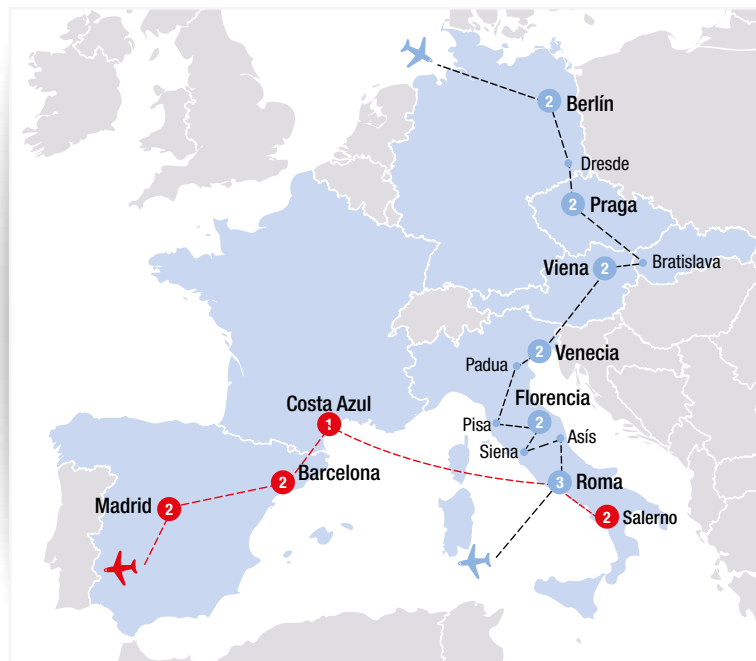 2 Berlín
Dresde
2 Praga
Viena 2
Bratislava
2 Venecia
Padua
Florencia
2
Costa Azul
1
Pisa
Asís
Siena
2 Barcelona
3 Roma
Madrid 2
2 Salerno